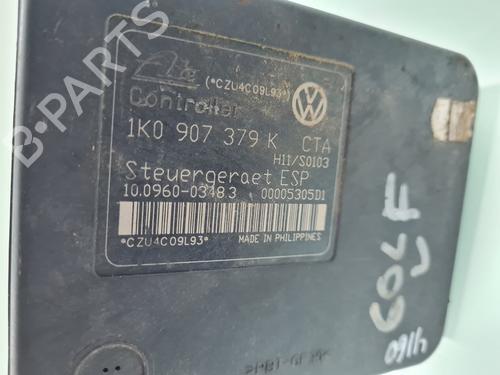 B-PARTS
Ate (*CZU4C09L93*)
Controller
1K0 907 379 K CTA
H11/S0103
Steuergeraet ESP
10.0960-0348.3 00005305D1
*CZU4C09L93* MADE IN PHILIPPINES
GOLF
V